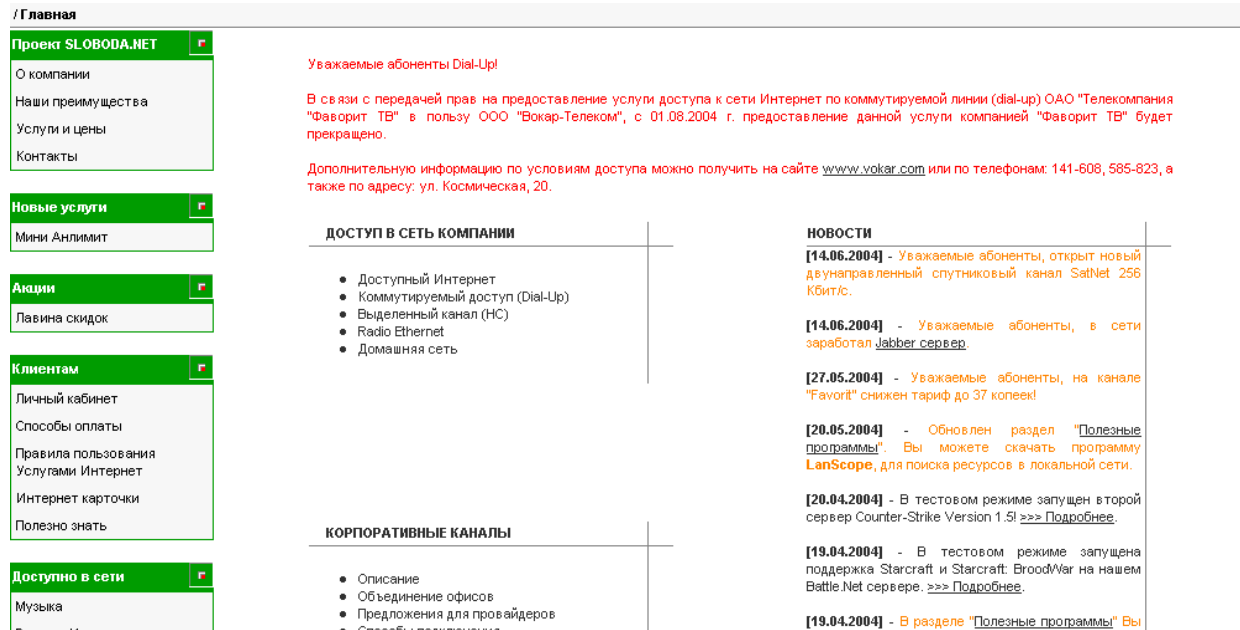 / Главная
Проект SLOBODA.NET
О компании
Наши преимущества
Услуги и цены
Контакты
Новые услуги
Мини Анлимит
Акции
Лавина скидок
Клиентам
Личный кабинет
Способы оплаты
Правила пользования
Услугами Интернет
Интернет карточки
Полезно знать
Доступно в сети
Музыка
Уважаемые абоненты Dial-Up!
В связи с передачей прав на предоставление услуги доступа к сети Интернет по коммутируемой линии (dial-up) ОАО "Телекомпания
"Фаворит ТВ" в пользу ООО "Вокар-Телеком", с 01.08.2004 г. предоставление данной услуги компанией "Фаворит ТВ" будет
прекращено.
Дополнительную информацию по условиям доступа можно получить на сайте www.vokar.com или по телефонам: 141-608, 585-823, а
также по адресу: ул. Космическая, 20.
ДОСТУП В СЕТЬ КОМПАНИИ
Доступный Интернет
Коммутируемый доступ (Dial-Up)
Выделенный канал (НС)
Radio Ethernet
Домашняя сеть
КОРПОРАТИВНЫЕ КАНАЛЫ
Описание
Объединение офисов
Предложения для провайдеров
Способы подключения
НОВОСТИ
[14.06.2004] - Уважаемые абоненты, открыт новый
двунаправленный спутниковый канал SatNet 256
Кбит/с.
[14.06.2004] - Уважаемые абоненты, в сети
заработал Jabber сервер.
[27.05.2004] - Уважаемые абоненты, на канале
"Favorit" снижен тариф до 37 копеек!
[20.05.2004] - Обновлен раздел "Полезные
программы". Вы можете скачать программу
LanScope, для поиска ресурсов в локальной сети.
[20.04.2004] - В тестовом режиме запущен второй
сервер Counter-Strike Version 1.5! >>> Подробнее.
[19.04.2004] - В тестовом режиме запущена
поддержка Starcraft и Starcraft: BroodWar на нашем
Battle.Net сервере. >>> Подробнее.
[19.04.2004] - В разделе "Полезные программы" Вы